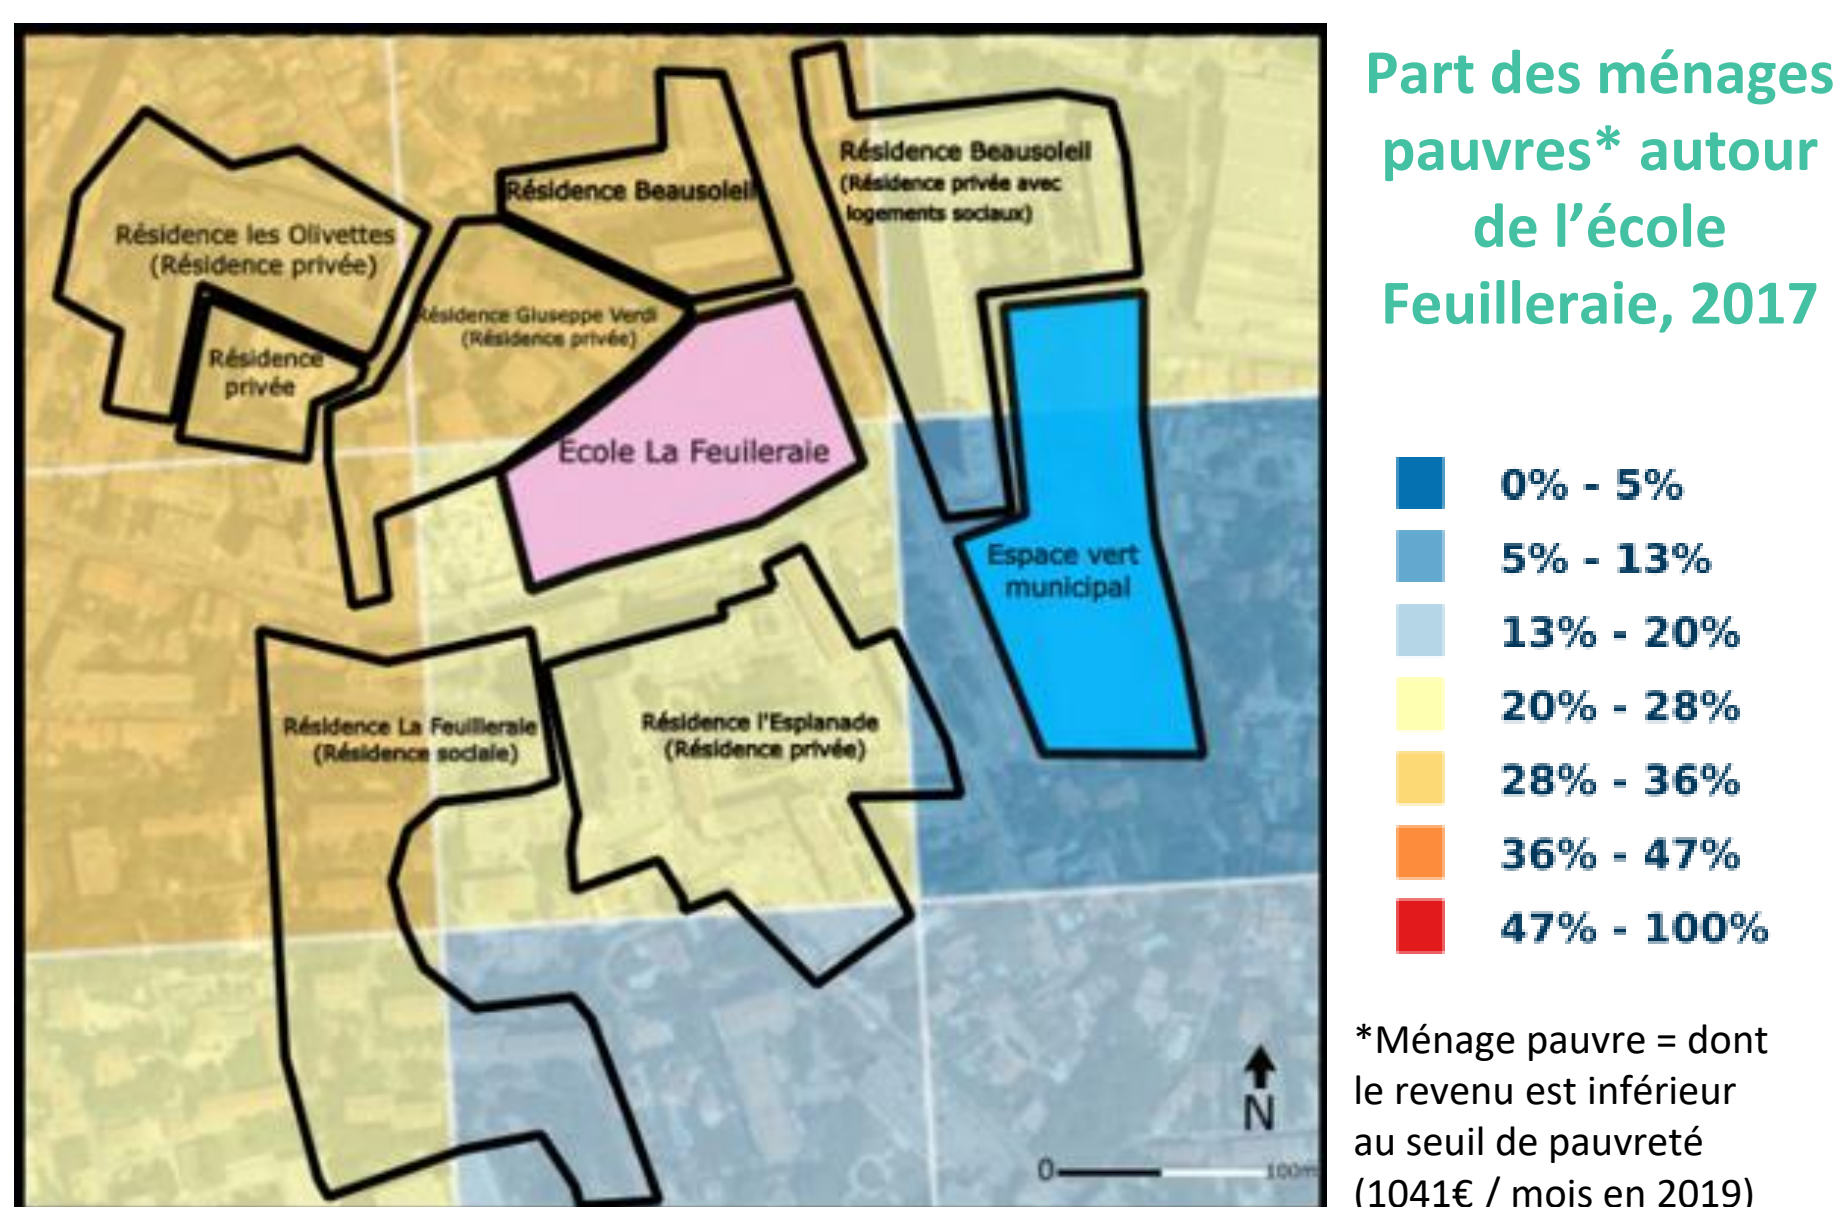 Part des ménages
pauvres* autour
de l’école
Feuilleraie, 2017
Résidence Beausoleil
(Résidence privée avec
logements sociaux)
Résidence Beausoleil
Résidence les Olivettes
(Résidence privée)
Résidence Giuseppe Verdi
(Résidence privée)
Résidence
privée
Ecole La Feuileraie
Espace vert
municipal
Résidence La Feuilleraie
(Résidence sociale)
Résidence l'Esplanade
(Résidence privée)
N
0
100m
0% - 5%
5% - 13%
13% - 20%
20% - 28%
28% - 36%
36% - 47%
47% - 100%
*Ménage pauvre = dont
le revenu est inférieur
au seuil de pauvreté
(1041€ / mois en 2019)